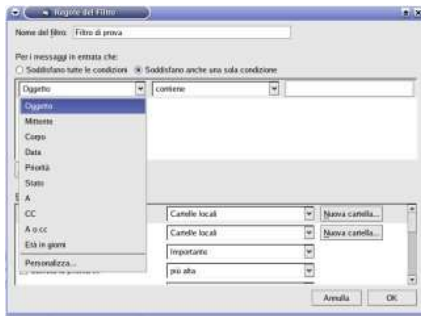 Regole del Filtro
Nome del filtro: Filtro di prova
Per i messaggi in entrata che:
Soddisfano tutte le condizioni Soddisfano anche una sola condizione
Oggetto contiene
Oggetto
Mittente
Corpo
Data
Priorità
Stato
A
CC Cartelle locali Nuova cartella...
A o cc Cartelle locali Nuova cartella...
Età in giorni Importante
Personalizza... più alta
Annulla OK